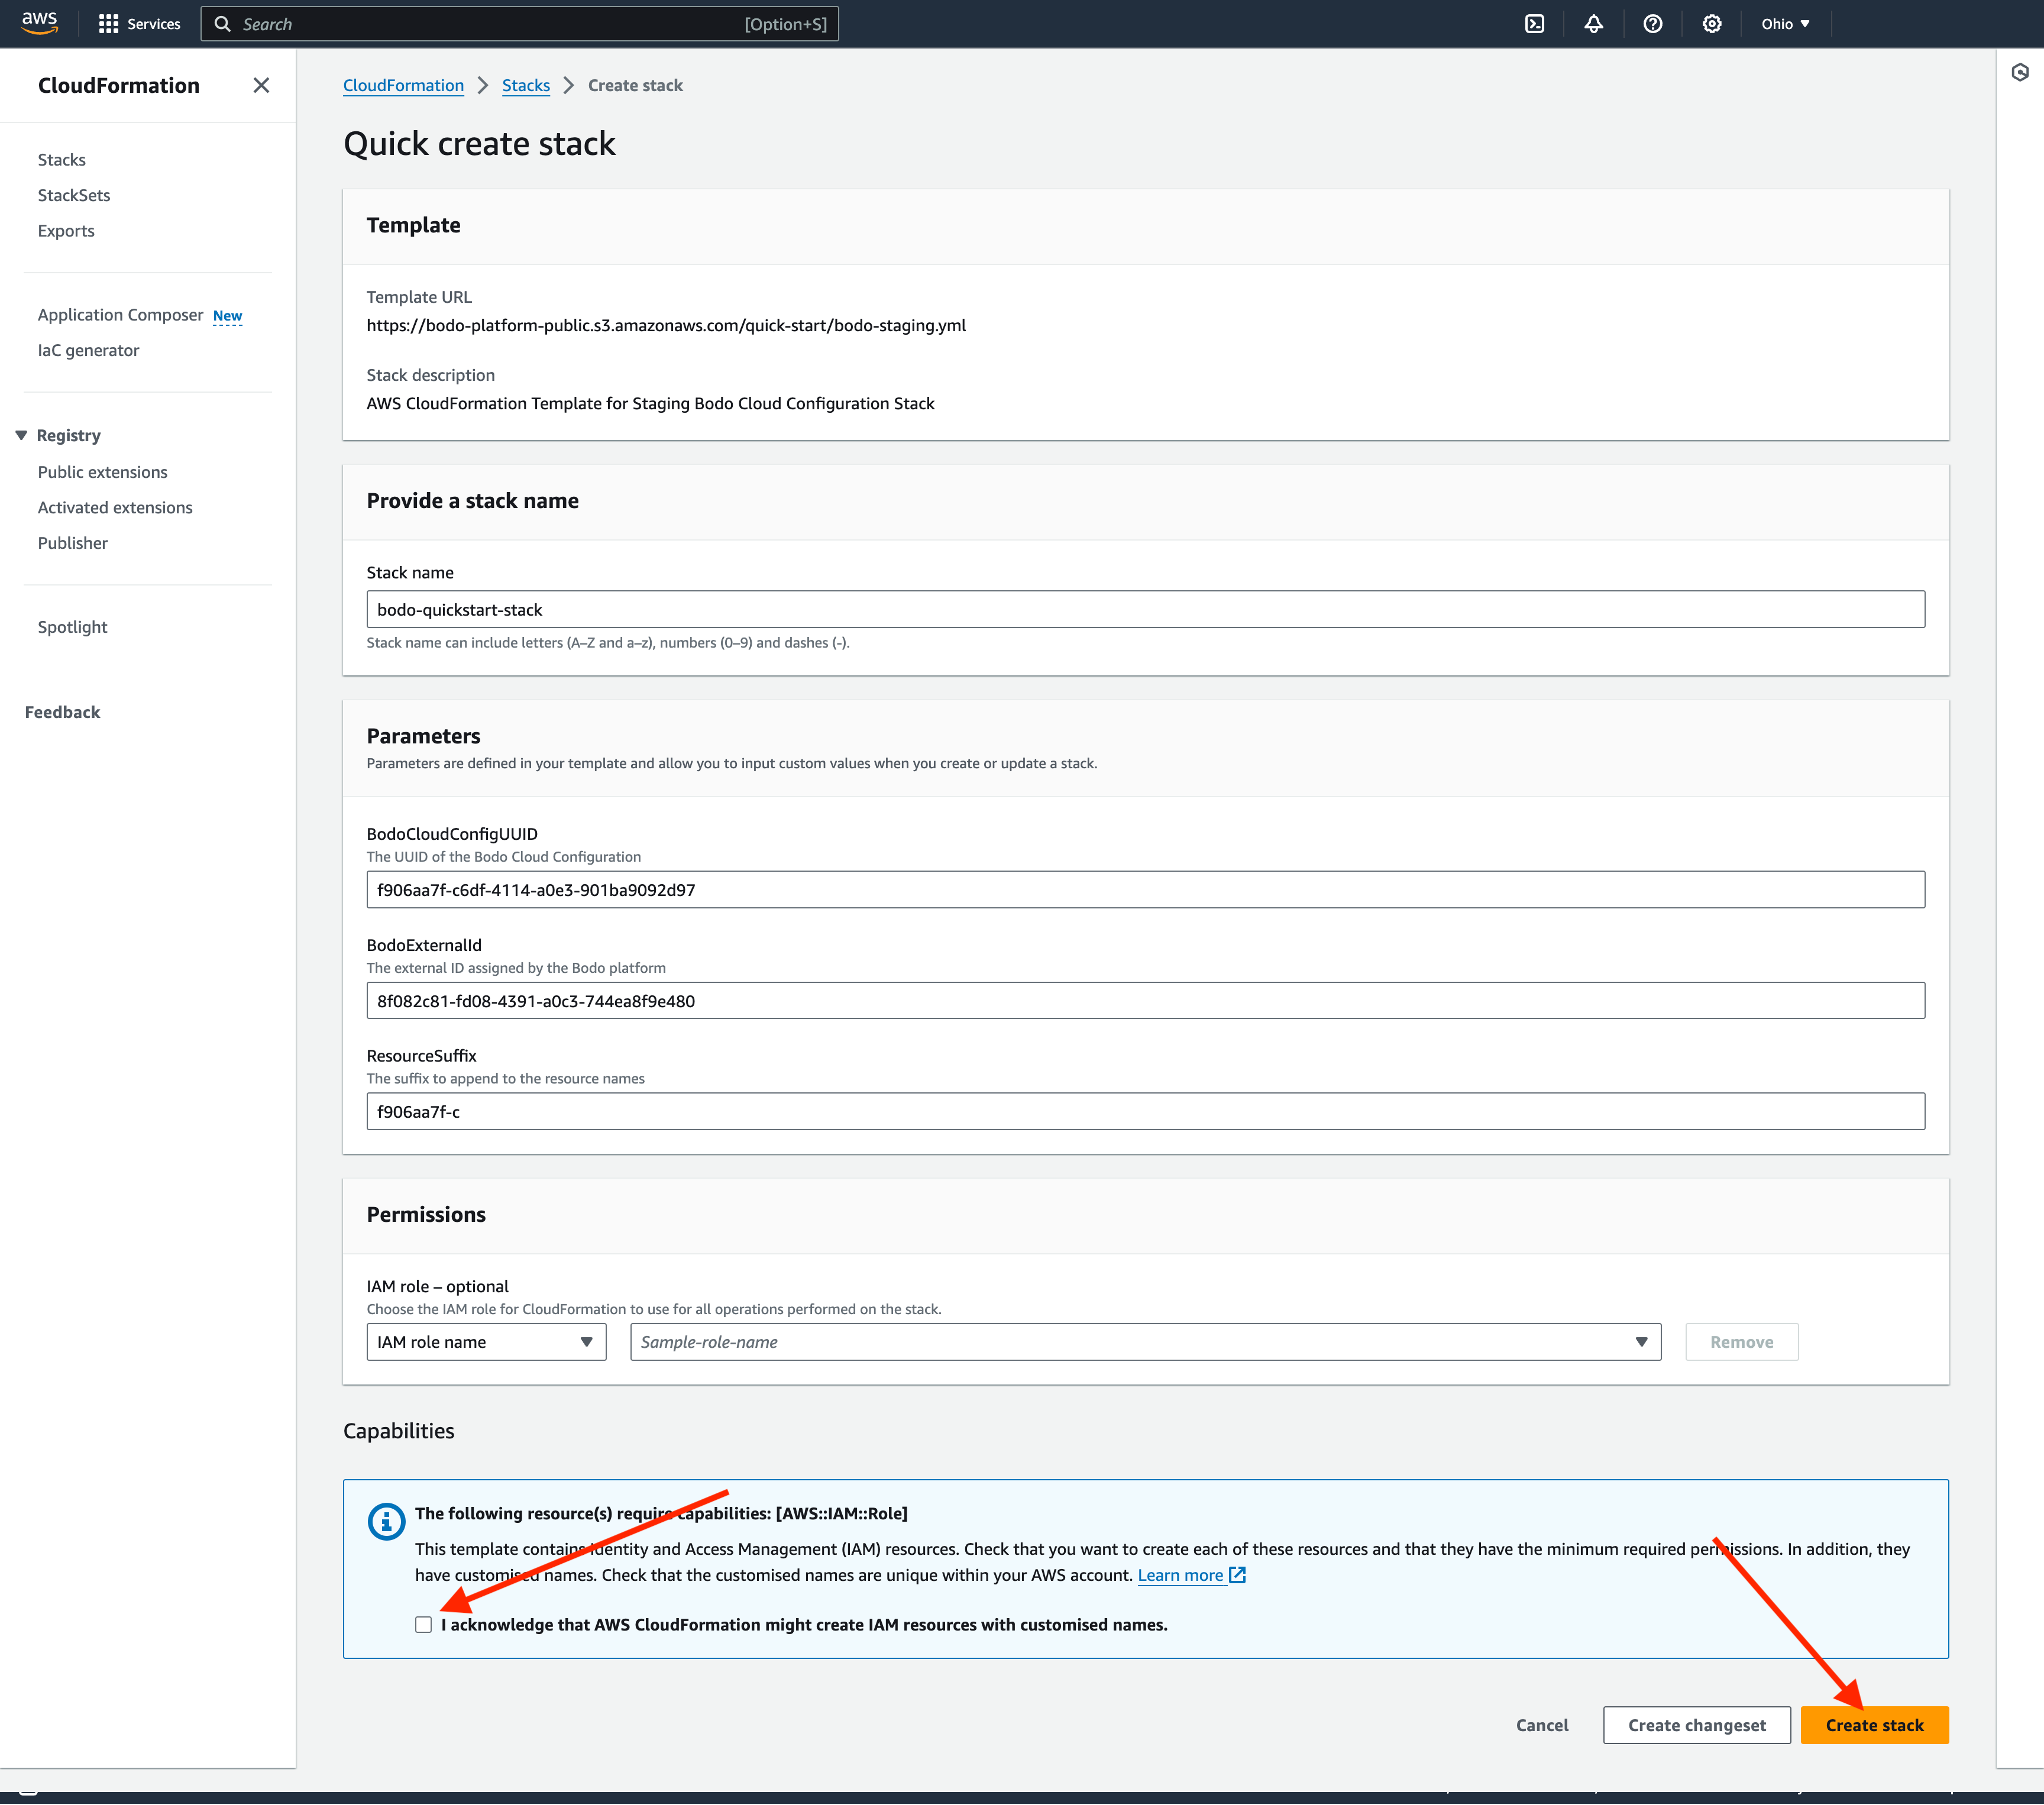 aws
Services
Search
[Option+S]
Ohio
CloudFormation
Stacks
StackSets
Exports
Application Composer New
IaC generator
Registry
Public extensions
Activated extensions
Publisher
Spotlight
Feedback
CloudFormation > Stacks > Create stack
Quick create stack
Template
Template URL
https://bodo-platform-public.s3.amazonaws.com/quick-start/bodo-staging.yml
Stack description
AWS CloudFormation Template for Staging Bodo Cloud Configuration Stack
Provide a stack name
Stack name
bodo-quickstart-stack
Stack name can include letters (A–Z and a–z), numbers (0–9) and dashes (-).
Parameters
Parameters are defined in your template and allow you to input custom values when you create or update a stack.
BodoCloudConfigUUID
The UUID of the Bodo Cloud Configuration
f906aa7f-c6df-4114-a0e3-901ba9092d97
BodoExternalId
The external ID assigned by the Bodo platform
8f082c81-fd08-4391-a0c3-744ea8f9e480
ResourceSuffix
The suffix to append to the resource names
f906aa7f-c
Permissions
IAM role – optional
Choose the IAM role for CloudFormation to use for all operations performed on the stack.
IAM role name
Sample-role-name
Remove
Capabilities
The following resource(s) require capabilities: [AWS::IAM::Role]
This template contains Identity and Access Management (IAM) resources. Check that you want to create each of these resources and that they have the minimum required permissions. In addition, they
have customised names. Check that the customised names are unique within your AWS account. Learn more
I acknowledge that AWS CloudFormation might create IAM resources with customised names.
Cancel
Create changeset
Create stack